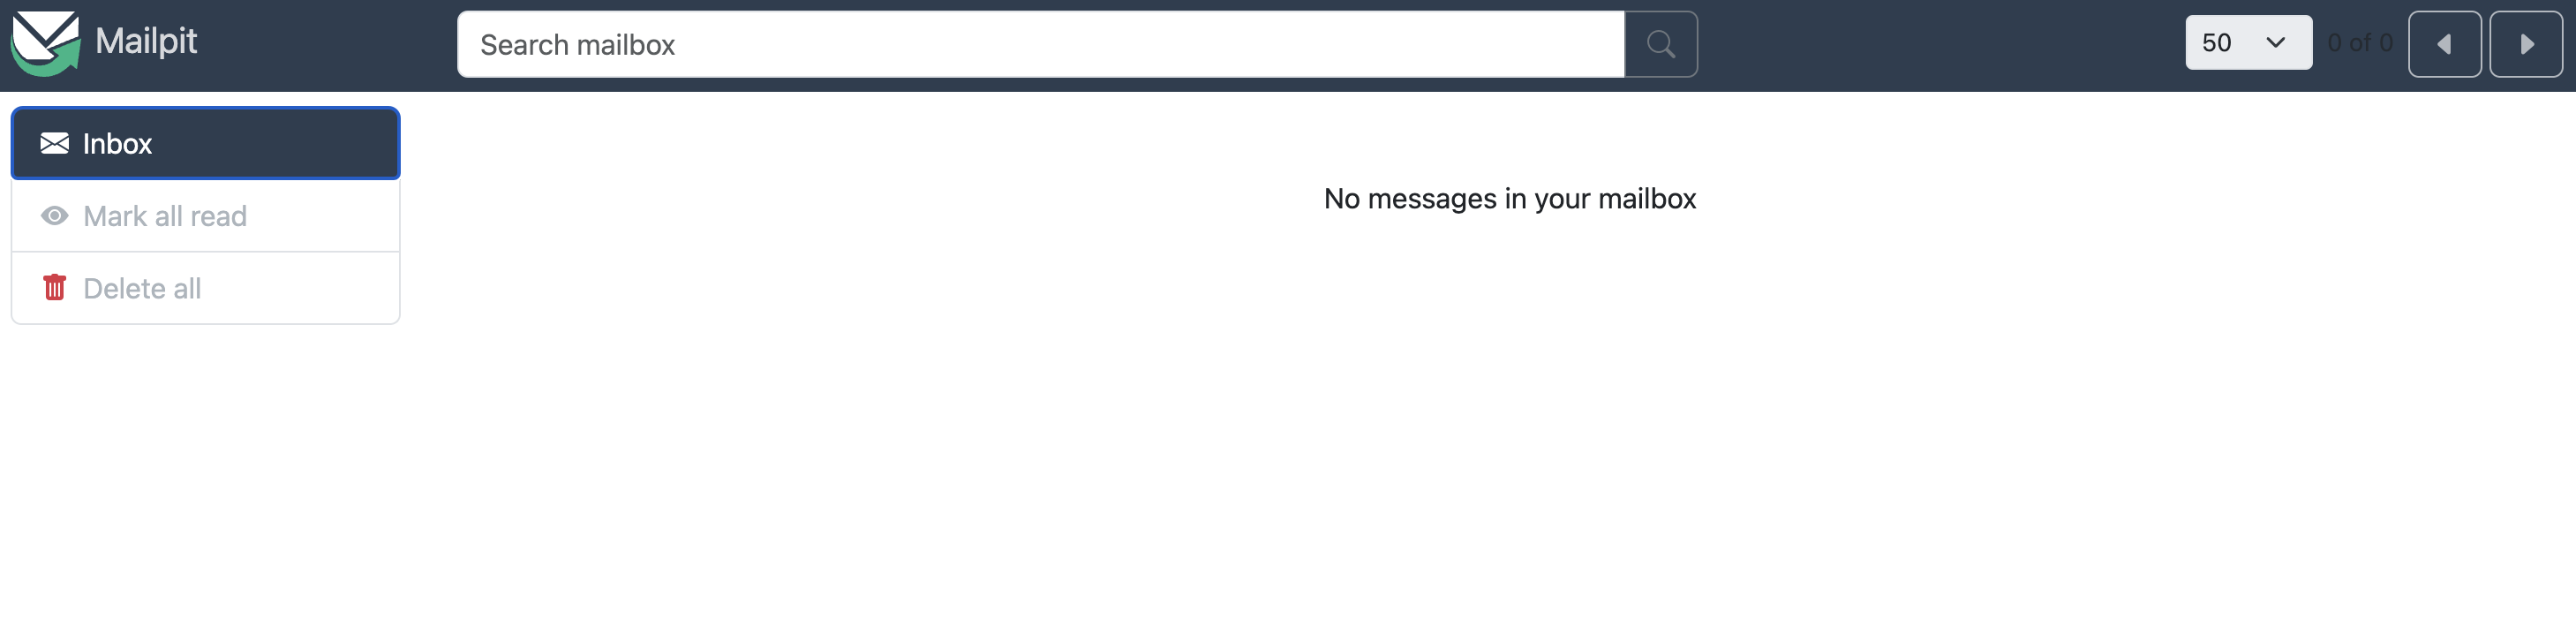 Mailpit
Search mailbox
50
0 of 0
Inbox
Mark all read
Delete all
No messages in your mailbox